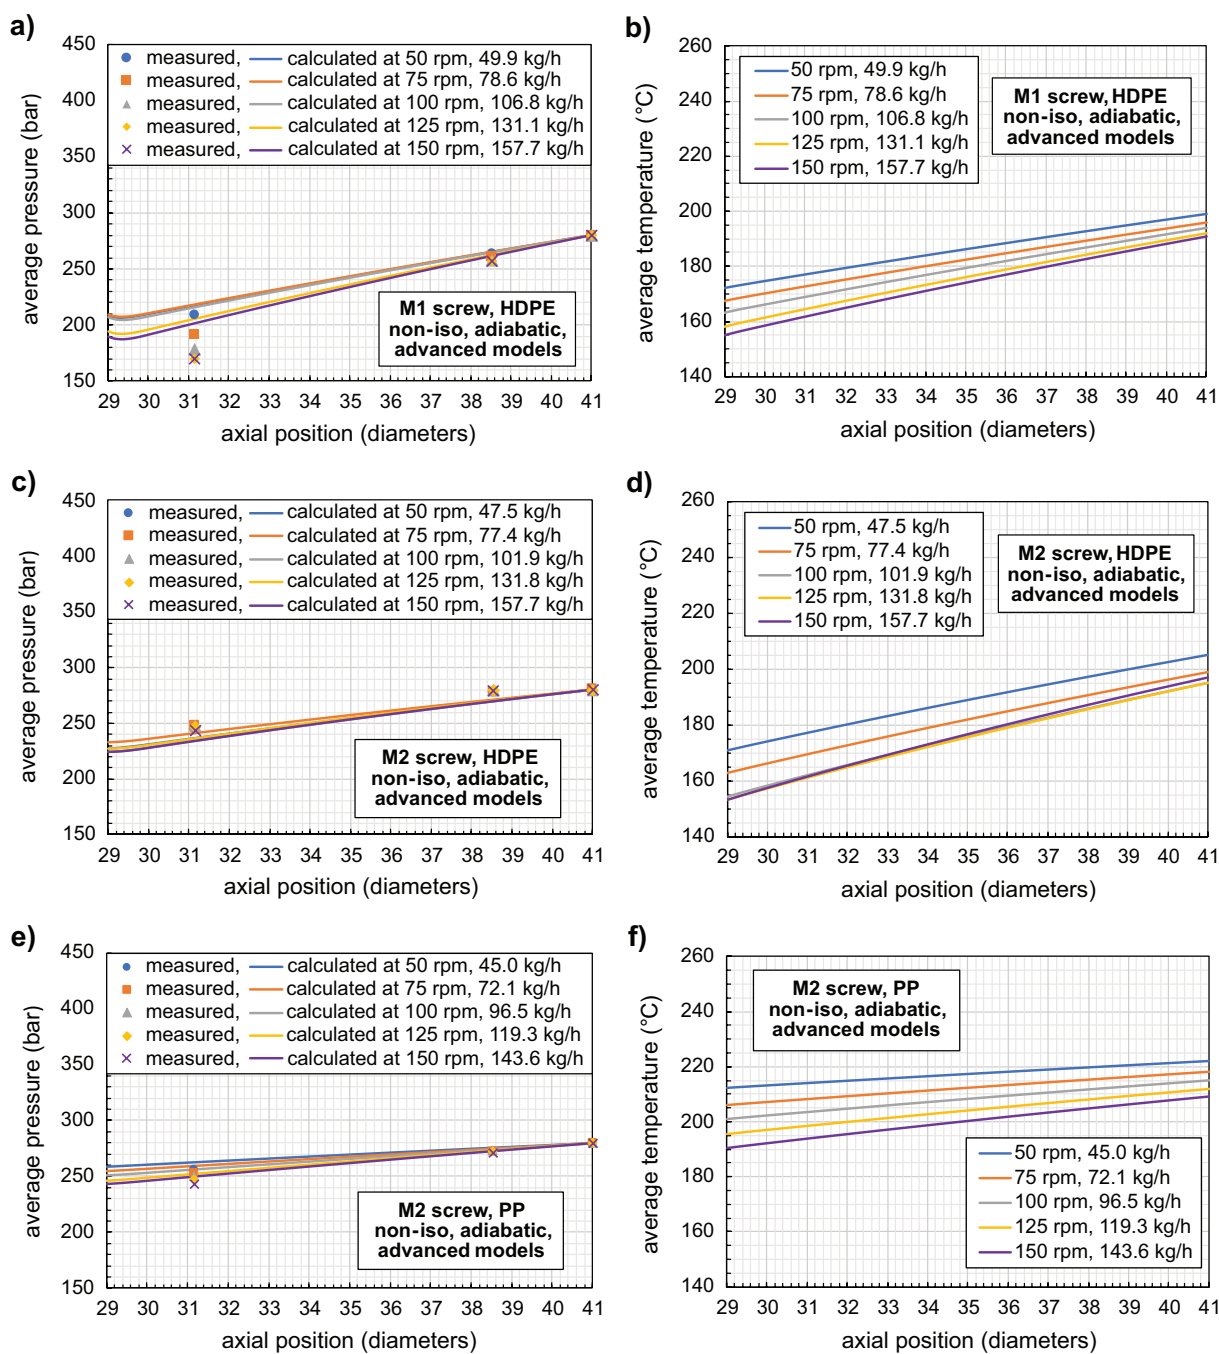 a)
450
400
350
300
250
200
150
average pressure (bar)
measured, calculated at 50 rpm, 49.9 kg/h
measured, calculated at 75 rpm, 78.6 kg/h
measured, calculated at 100 rpm, 106.8 kg/h
measured, calculated at 125 rpm, 131.1 kg/h
measured, calculated at 150 rpm, 157.7 kg/h
M1 screw, HDPE
non-iso, adiabatic,
advanced models
29 30 31 32 33 34 35 36 37 38 39 40 41
axial position (diameters)
b)
260
240
220
200
180
160
140
average temperature (°C)
50 rpm, 49.9 kg/h
75 rpm, 78.6 kg/h
100 rpm, 106.8 kg/h
125 rpm, 131.1 kg/h
150 rpm, 157.7 kg/h
M1 screw, HDPE
non-iso, adiabatic,
advanced models
29 30 31 32 33 34 35 36 37 38 39 40 41
axial position (diameters)
c)
450
400
350
300
250
200
150
average pressure (bar)
measured, calculated at 50 rpm, 47.5 kg/h
measured, calculated at 75 rpm, 77.4 kg/h
measured, calculated at 100 rpm, 101.9 kg/h
measured, calculated at 125 rpm, 131.8 kg/h
measured, calculated at 150 rpm, 157.7 kg/h
M2 screw, HDPE
non-iso, adiabatic,
advanced models
29 30 31 32 33 34 35 36 37 38 39 40 41
axial position (diameters)
d)
260
240
220
200
180
160
140
average temperature (°C)
50 rpm, 47.5 kg/h
75 rpm, 77.4 kg/h
100 rpm, 101.9 kg/h
125 rpm, 131.8 kg/h
150 rpm, 157.7 kg/h
M2 screw, HDPE
non-iso, adiabatic,
advanced models
29 30 31 32 33 34 35 36 37 38 39 40 41
axial position (diameters)
e)
450
400
350
300
250
200
150
average pressure (bar)
measured, calculated at 50 rpm, 45.0 kg/h
measured, calculated at 75 rpm, 72.1 kg/h
measured, calculated at 100 rpm, 96.5 kg/h
measured, calculated at 125 rpm, 119.3 kg/h
measured, calculated at 150 rpm, 143.6 kg/h
M2 screw, PP
non-iso, adiabatic,
advanced models
29 30 31 32 33 34 35 36 37 38 39 40 41
axial position (diameters)
f)
260
240
220
200
180
160
140
average temperature (°C)
M2 screw, PP
non-iso, adiabatic,
advanced models
50 rpm, 45.0 kg/h
75 rpm, 72.1 kg/h
100 rpm, 96.5 kg/h
125 rpm, 119.3 kg/h
150 rpm, 143.6 kg/h
29 30 31 32 33 34 35 36 37 38 39 40 41
axial position (diameters)